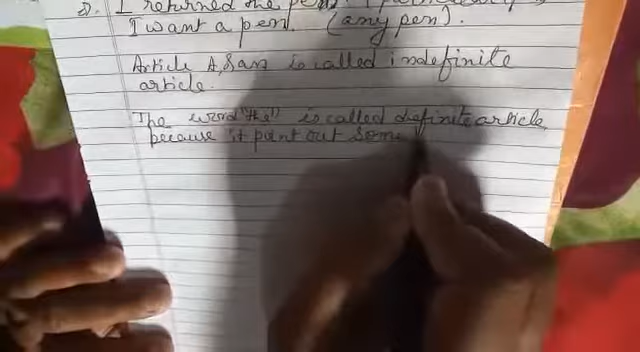 2. I returned the pen. (particular
I want a pen. (any pen).
Article A, & an is called indefinite
article.
The word "the" is called definite article,
because it point out some